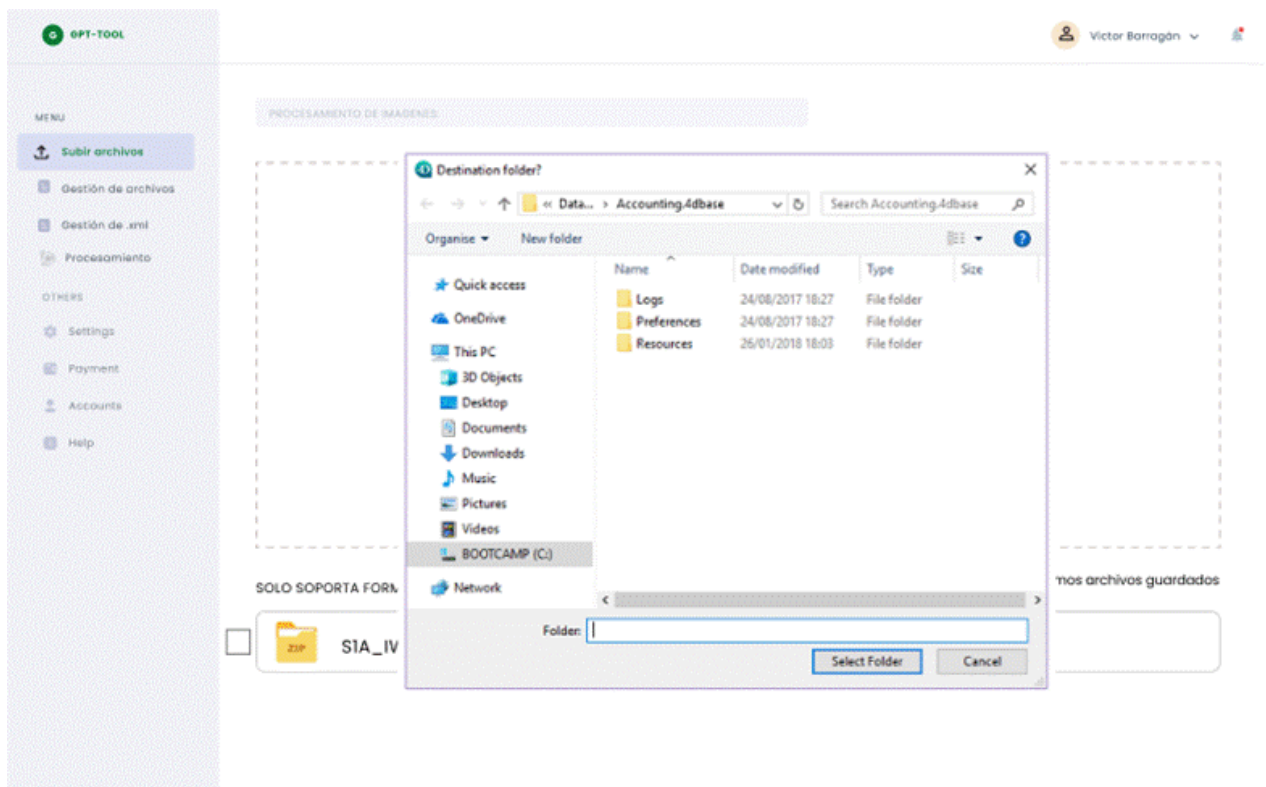 GPT-TOOL
Victor Barragán
MENU
Subir archivos
Gestión de archivos
Gestión de .xml
Procesamiento
OTHERS
Settings
Payment
Accounts
Help
PROCESAMIENTO DE IMAGENES
Destination folder?
« Data... › Accounting.4dbase
Search Accounting.4dbase
Organise
New folder
Quick access
OneDrive
This PC
3D Objects
Desktop
Documents
Downloads
Music
Pictures
Videos
BOOTCAMP (C:)
Network
Name Date modified Type Size
Logs 24/08/2017 18:27 File folder
Preferences 24/08/2017 18:27 File folder
Resources 26/01/2018 18:03 File folder
Folder:
Select Folder
Cancel
SOLO SOPORTA FORM
mos archivos guardados
ZIP
S1A_IV